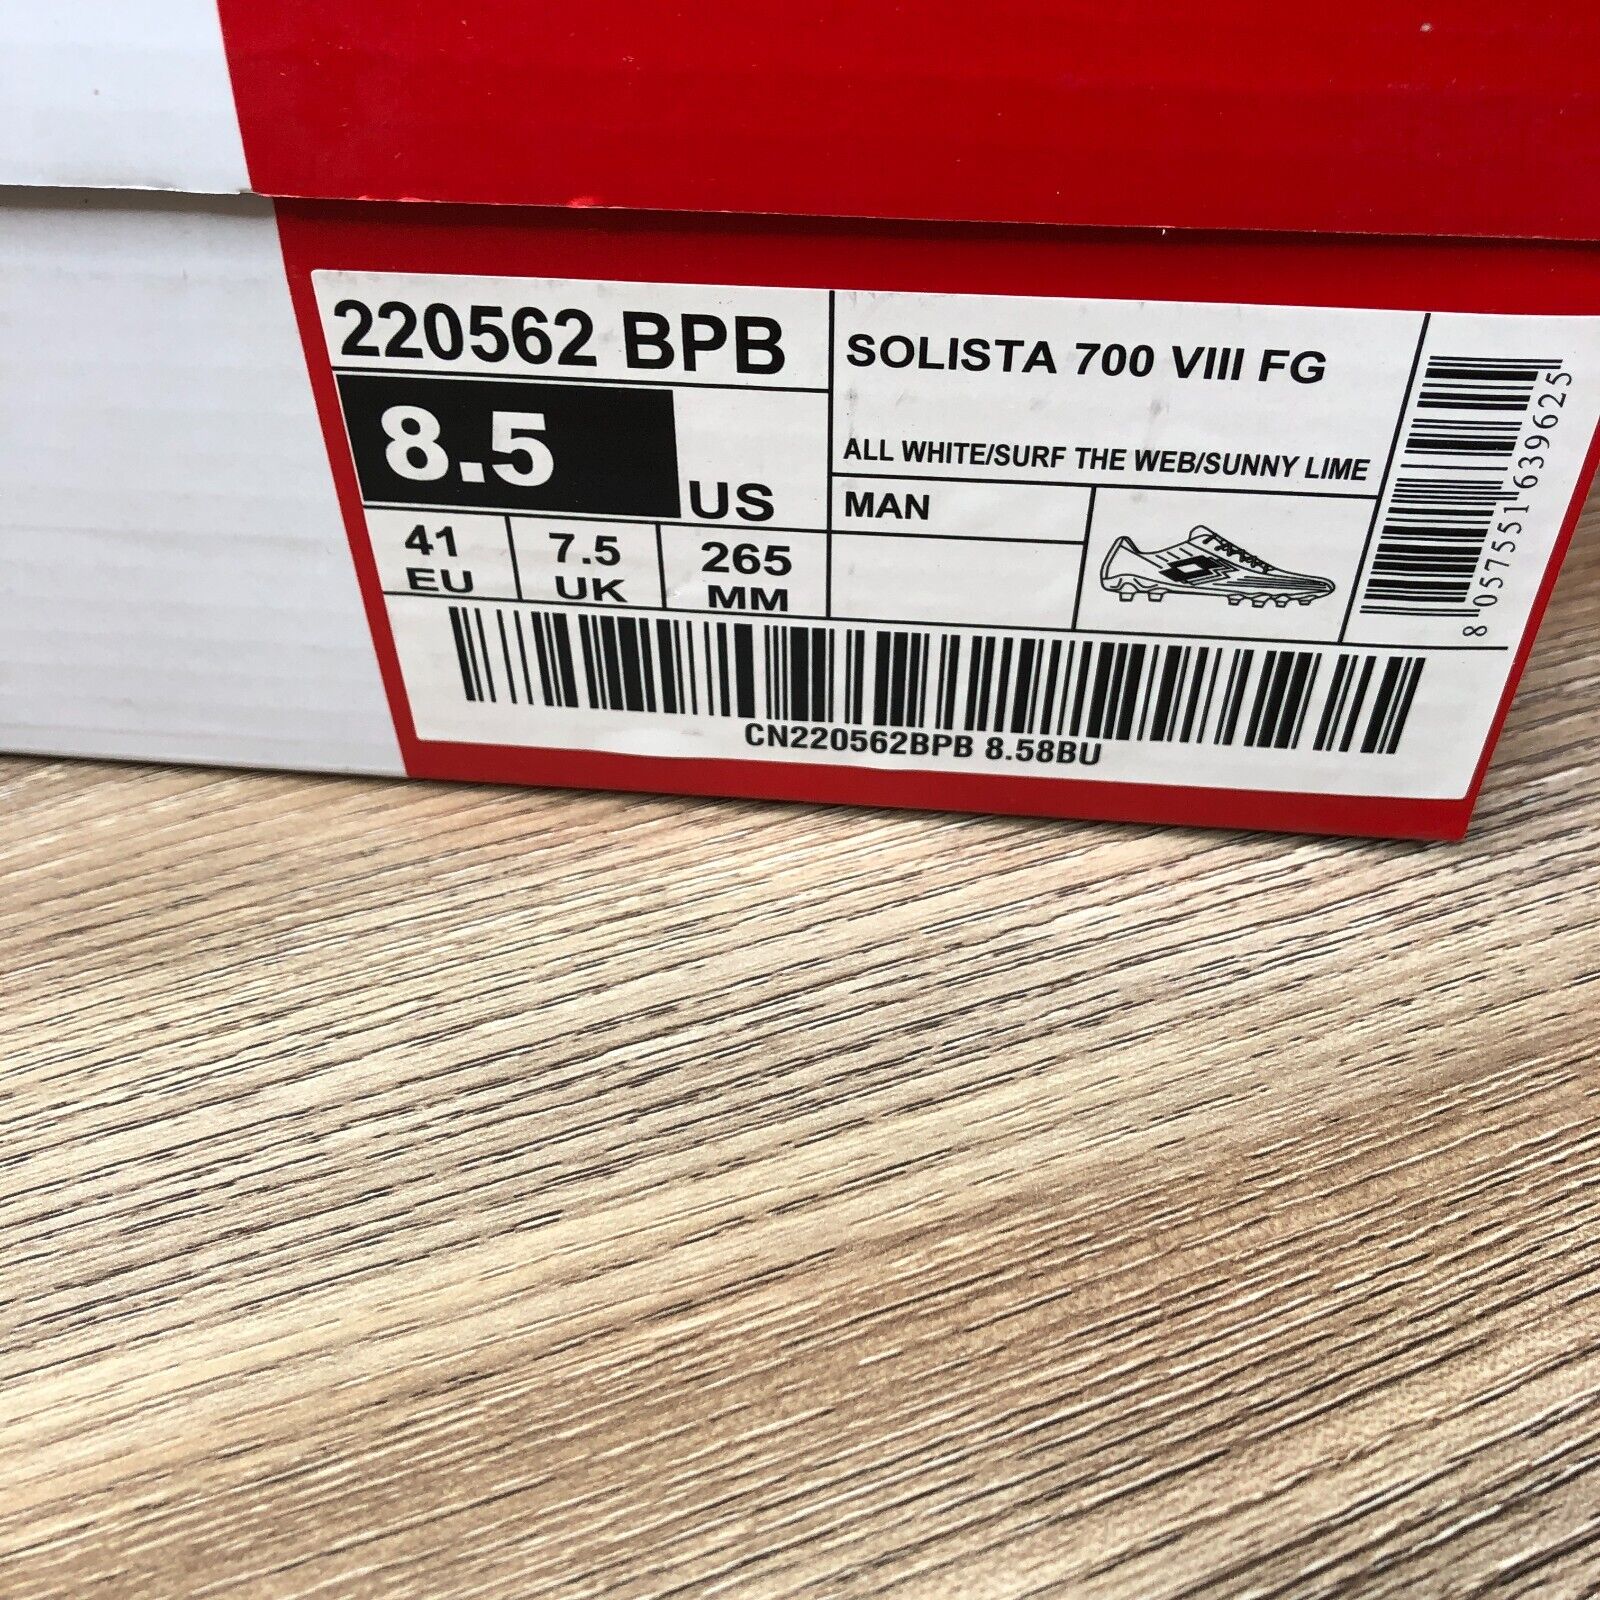 220562 BPB
8.5
US
41
EU
7.5
UK
265
MM
SOLISTA 700 VIII FG
ALL WHITE/SURF THE WEB/SUNNY LIME
MAN
8 057551 639625
CN220562BPB 8.58BU